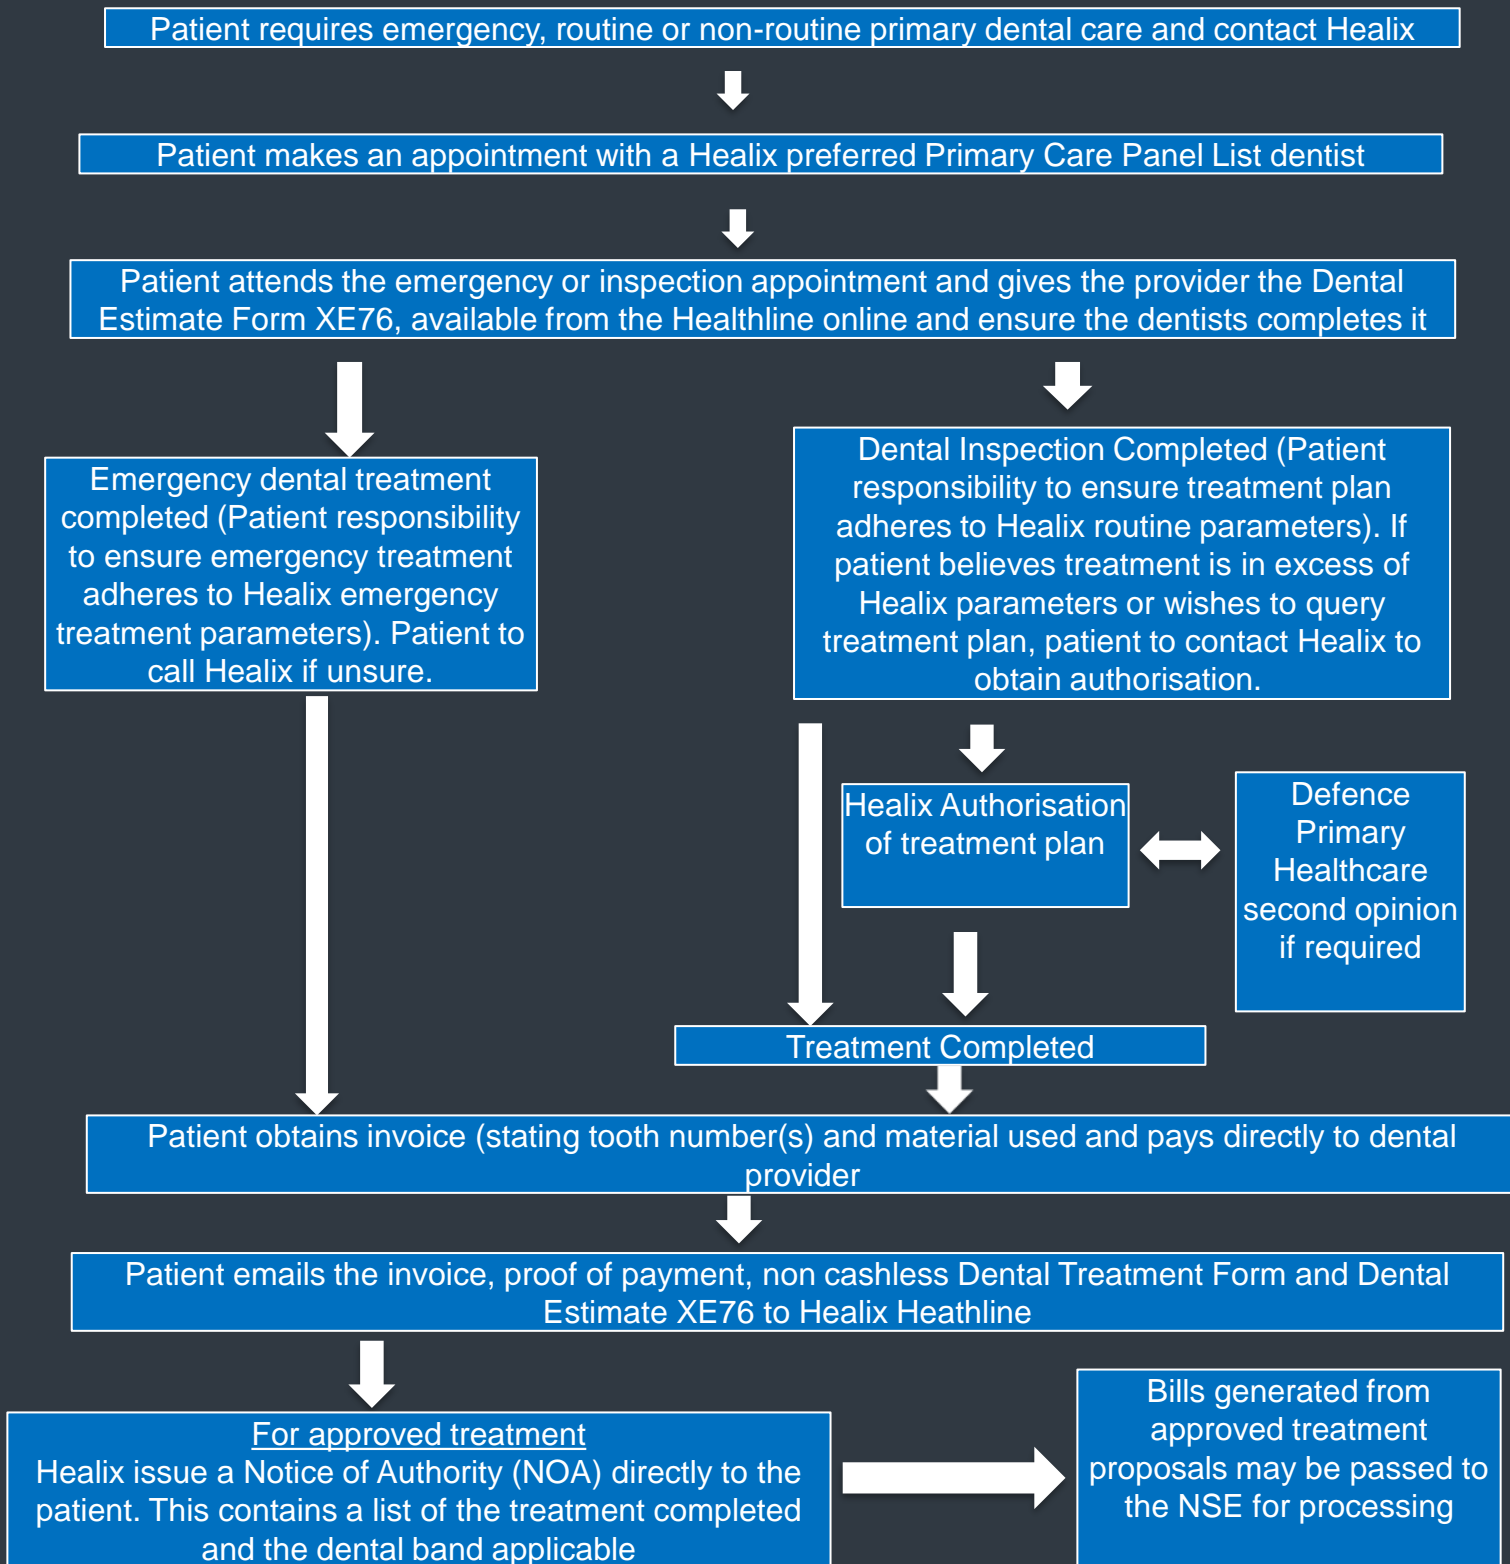 Patient requires emergency, routine or non-routine primary dental care and contact Healix
Patient makes an appointment with a Healix preferred Primary Care Panel List dentist
Patient attends the emergency or inspection appointment and gives the provider the Dental
Estimate Form XE76, available from the Healthline online and ensure the dentists completes it
Emergency dental treatment
completed (Patient responsibility
to ensure emergency treatment
adheres to Healix emergency
treatment parameters). Patient to
call Healix if unsure.
Dental Inspection Completed (Patient
responsibility to ensure treatment plan
adheres to Healix routine parameters). If
patient believes treatment is in excess of
Healix parameters or wishes to query
treatment plan, patient to contact Healix to
obtain authorisation.
Healix Authorisation
of treatment plan
Defence
Primary
Healthcare
second opinion
if required
Treatment Completed
Patient obtains invoice (stating tooth number(s) and material used and pays directly to dental
provider
Patient emails the invoice, proof of payment, non cashless Dental Treatment Form and Dental
Estimate XE76 to Healix Heathline
For approved treatment
Healix issue a Notice of Authority (NOA) directly to the
patient. This contains a list of the treatment completed
and the dental band applicable
Bills generated from
approved treatment
proposals may be passed to
the NSE for processing